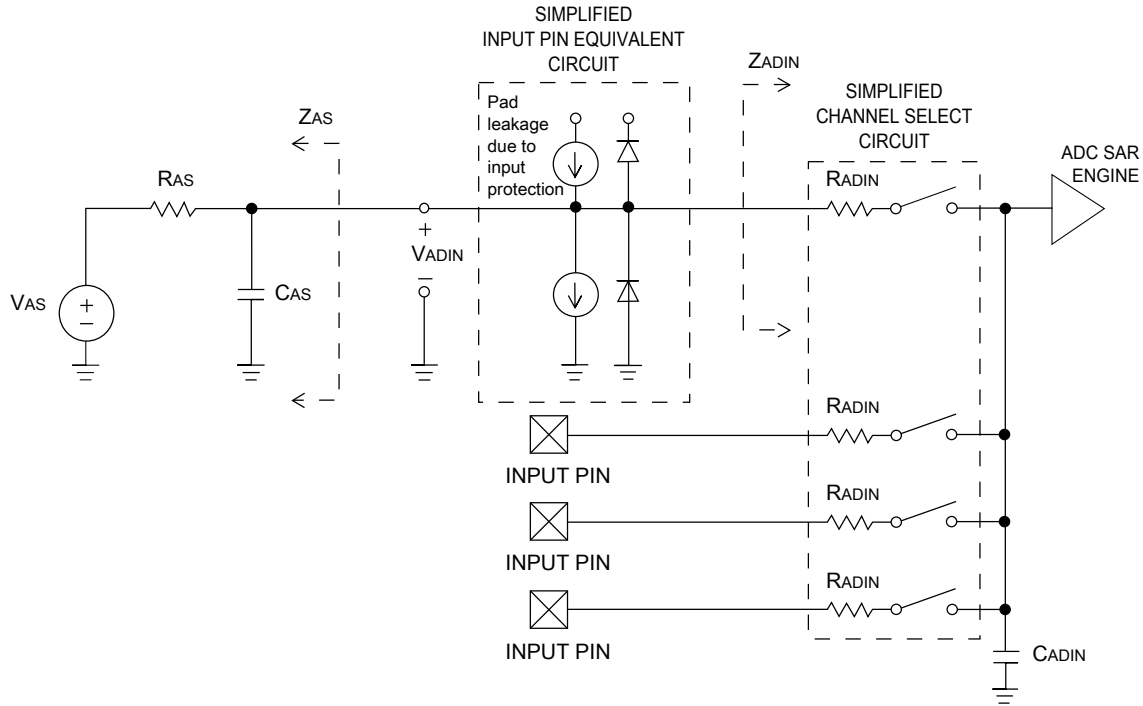 SIMPLIFIED
INPUT PIN EQUIVALENT
CIRCUIT
Pad
leakage
due to
input
protection
ZAS
ZADIN
SIMPLIFIED
CHANNEL SELECT
CIRCUIT
ADC SAR
ENGINE
RAS
RADIN
+
VADIN
–
VAS
+
–
CAS
RADIN
INPUT PIN
RADIN
INPUT PIN
RADIN
INPUT PIN
CADIN